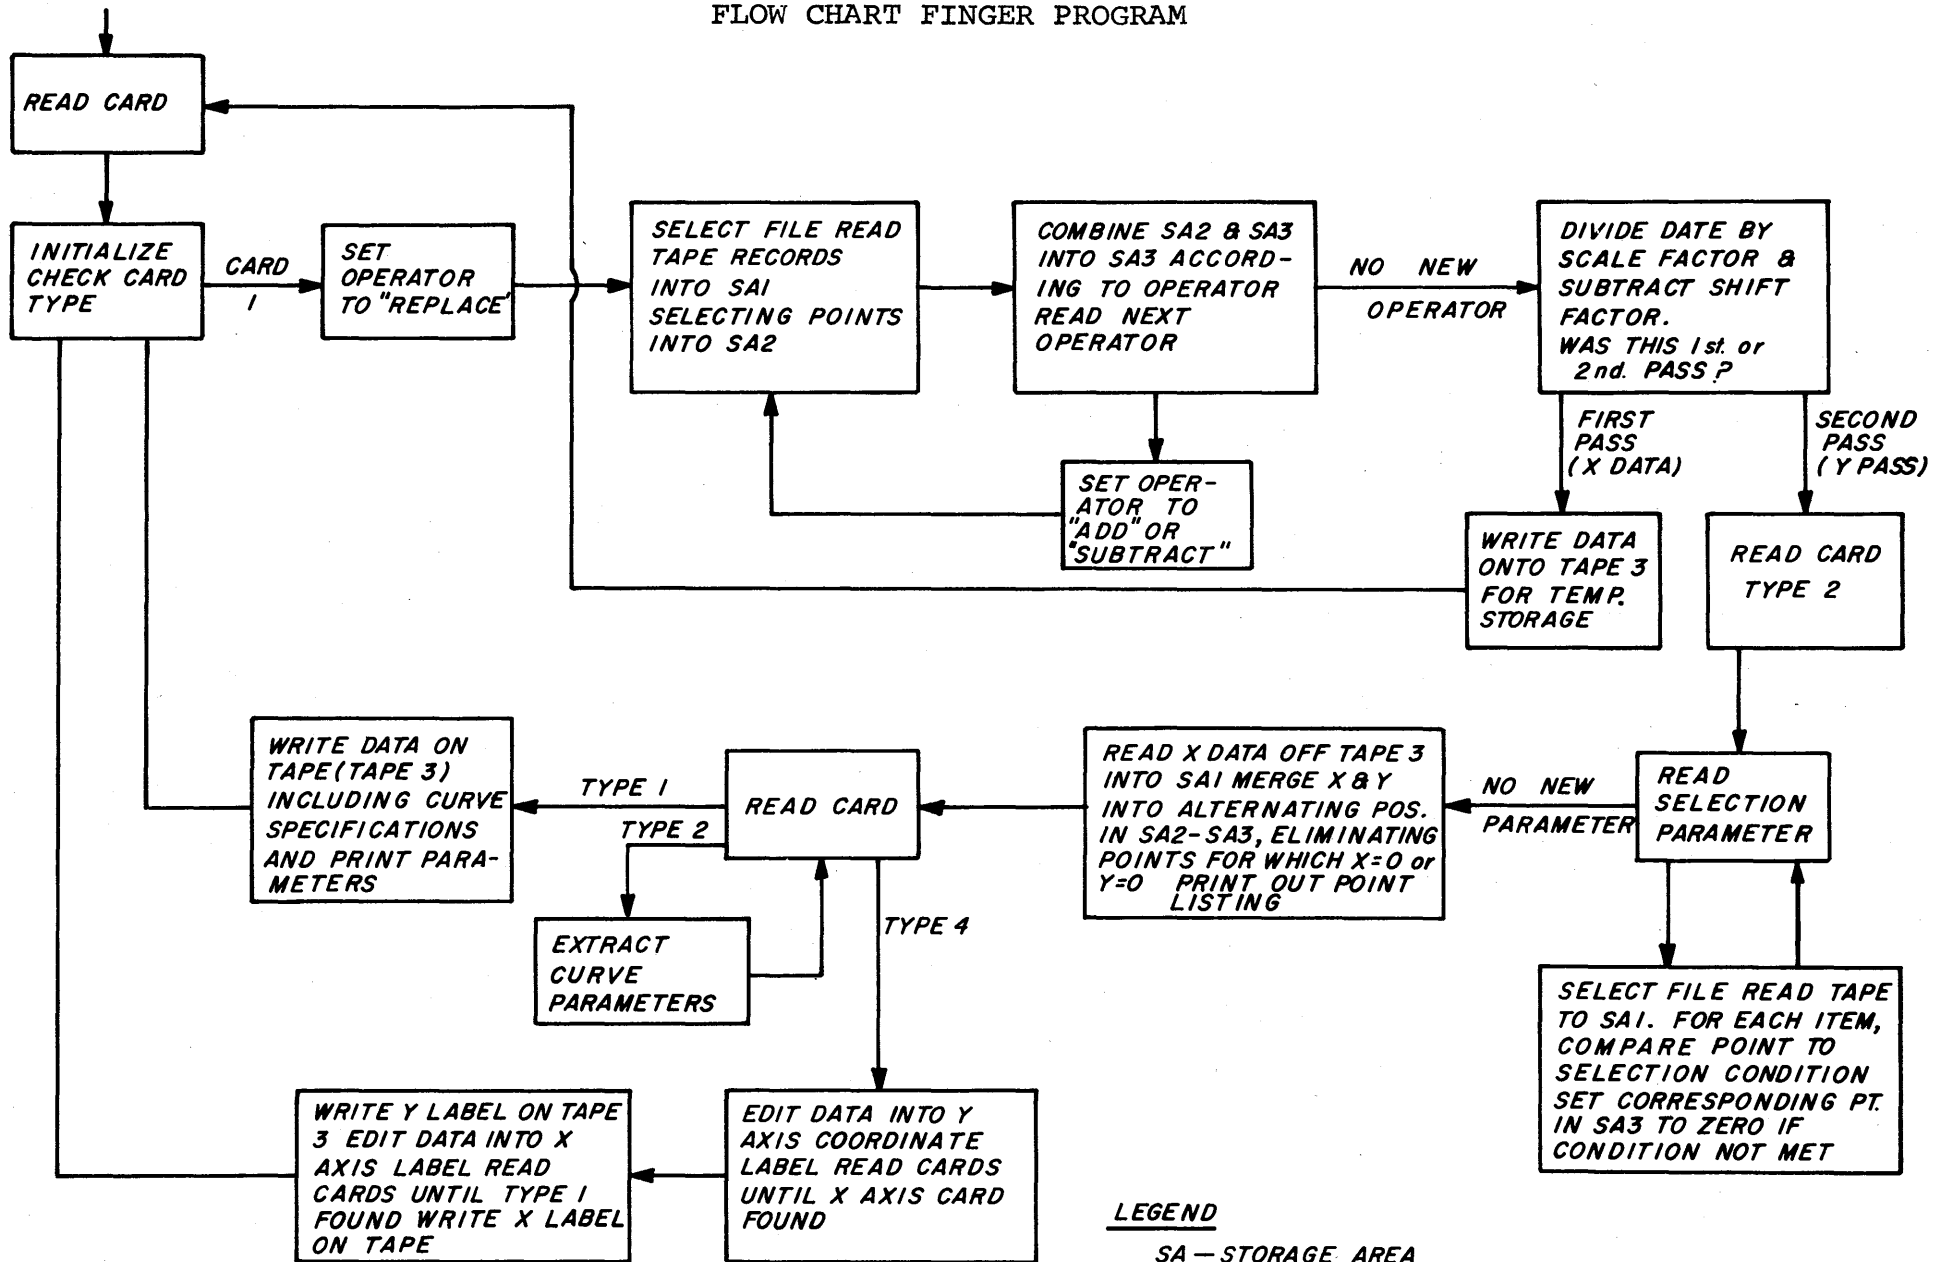 FLOW CHART FINGER PROGRAM
READ CARD
INITIALIZE
CHECK CARD
TYPE
CARD
1
SET
OPERATOR
TO "REPLACE'
SELECT FILE READ
TAPE RECORDS
INTO SA1
SELECTING POINTS
INTO SA2
COMBINE SA2 & SA3
INTO SA3 ACCORD-
ING TO OPERATOR
READ NEXT
OPERATOR
NO NEW
OPERATOR
DIVIDE DATE BY
SCALE FACTOR &
SUBTRACT SHIFT
FACTOR.
WAS THIS 1st. or
2nd. PASS?
SET OPER-
ATOR TO
"ADD" OR
"SUBTRACT"
FIRST
PASS
(X DATA)
SECOND
PASS
(Y PASS)
WRITE DATA
ONTO TAPE 3
FOR TEMP.
STORAGE
READ CARD
TYPE 2
READ
SELECTION
PARAMETER
NO NEW
PARAMETER
SELECT FILE READ TAPE
TO SA1. FOR EACH ITEM,
COMPARE POINT TO
SELECTION CONDITION
SET CORRESPONDING PT.
IN SA3 TO ZERO IF
CONDITION NOT MET
READ X DATA OFF TAPE 3
INTO SA1 MERGE X & Y
INTO ALTERNATING POS.
IN SA2-SA3, ELIMINATING
POINTS FOR WHICH X=0 or
Y=0 PRINT OUT POINT
LISTING
READ CARD
TYPE 1
TYPE 2
TYPE 4
WRITE DATA ON
TAPE (TAPE 3)
INCLUDING CURVE
SPECIFICATIONS
AND PRINT PARA-
METERS
EXTRACT
CURVE
PARAMETERS
EDIT DATA INTO Y
AXIS COORDINATE
LABEL READ CARDS
UNTIL X AXIS CARD
FOUND
WRITE Y LABEL ON TAPE
3 EDIT DATA INTO X
AXIS LABEL READ
CARDS UNTIL TYPE 1
FOUND WRITE X LABEL
ON TAPE
LEGEND
SA — STORAGE AREA